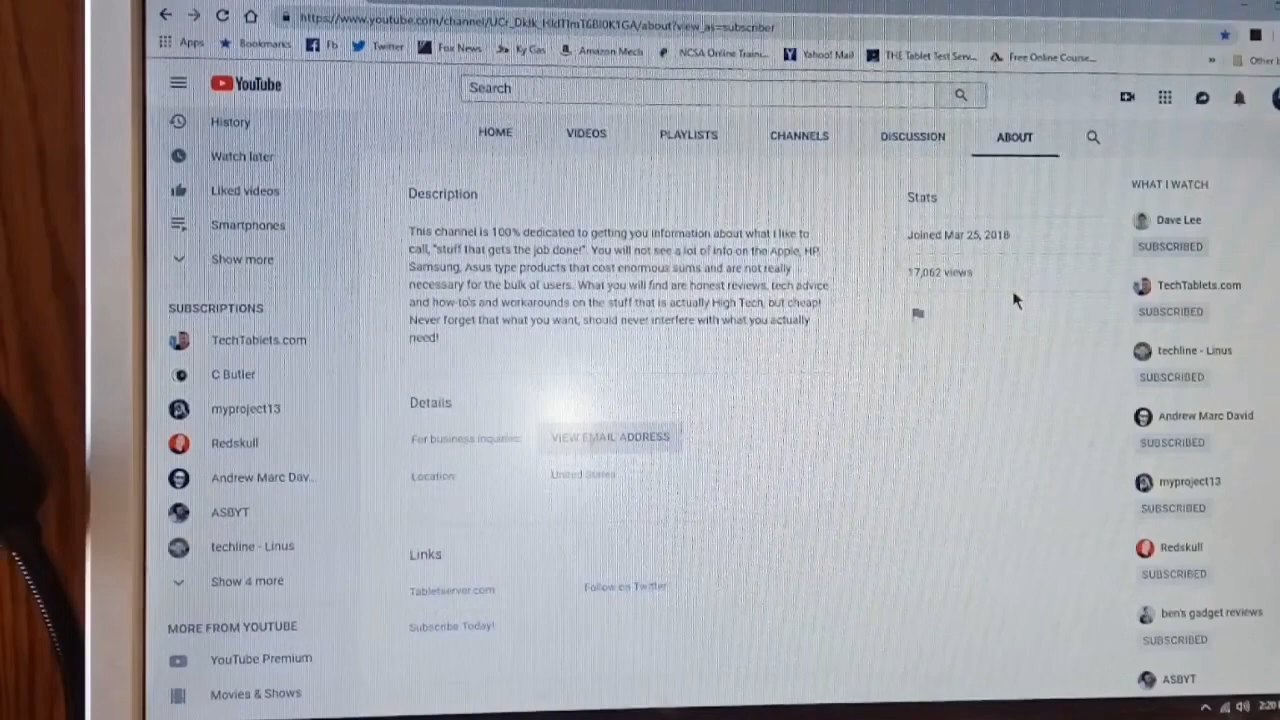 YouTube
Search
Apps
Bookmarks
Fb
Twitter
Fox News
Ky Gas
Amazon Mech
NCSA Online Traini...
Yahoo! Mail
THE Tablet Test Serv...
Free Online Course...
»
HOME
VIDEOS
PLAYLISTS
CHANNELS
DISCUSSION
ABOUT
History
Watch later
Liked videos
Smartphones
Show more
SUBSCRIPTIONS
TechTablets.com
C Butler
myproject13
Redskull
Andrew Marc Dav...
ASBYT
techline - Linus
Show 4 more
MORE FROM YOUTUBE
YouTube Premium
Movies & Shows
Description
This channel is 100% dedicated to getting you information about what I like to
call, "stuff that gets the job done!" You will not see a lot of info on the Apple, HP,
Samsung, Asus type products that cost enormous sums and are not really
necessary for the bulk of users. What you will find are honest reviews, tech advice
and how-to's and workarounds on the stuff that is actually High Tech, but cheap!
Never forget that what you want, should never interfere with what you actually
need!
Details
For business inquiries:
VIEW EMAIL ADDRESS
Location:
United States
Links
Tabletserver.com
Follow on Twitter
Subscribe Today!
Stats
Joined Mar 25, 2018
17,062 views
WHAT I WATCH
Dave Lee
SUBSCRIBED
TechTablets.com
SUBSCRIBED
techline - Linus
SUBSCRIBED
Andrew Marc David
SUBSCRIBED
myproject13
SUBSCRIBED
Redskull
SUBSCRIBED
ben's gadget reviews
SUBSCRIBED
ASBYT
2:20